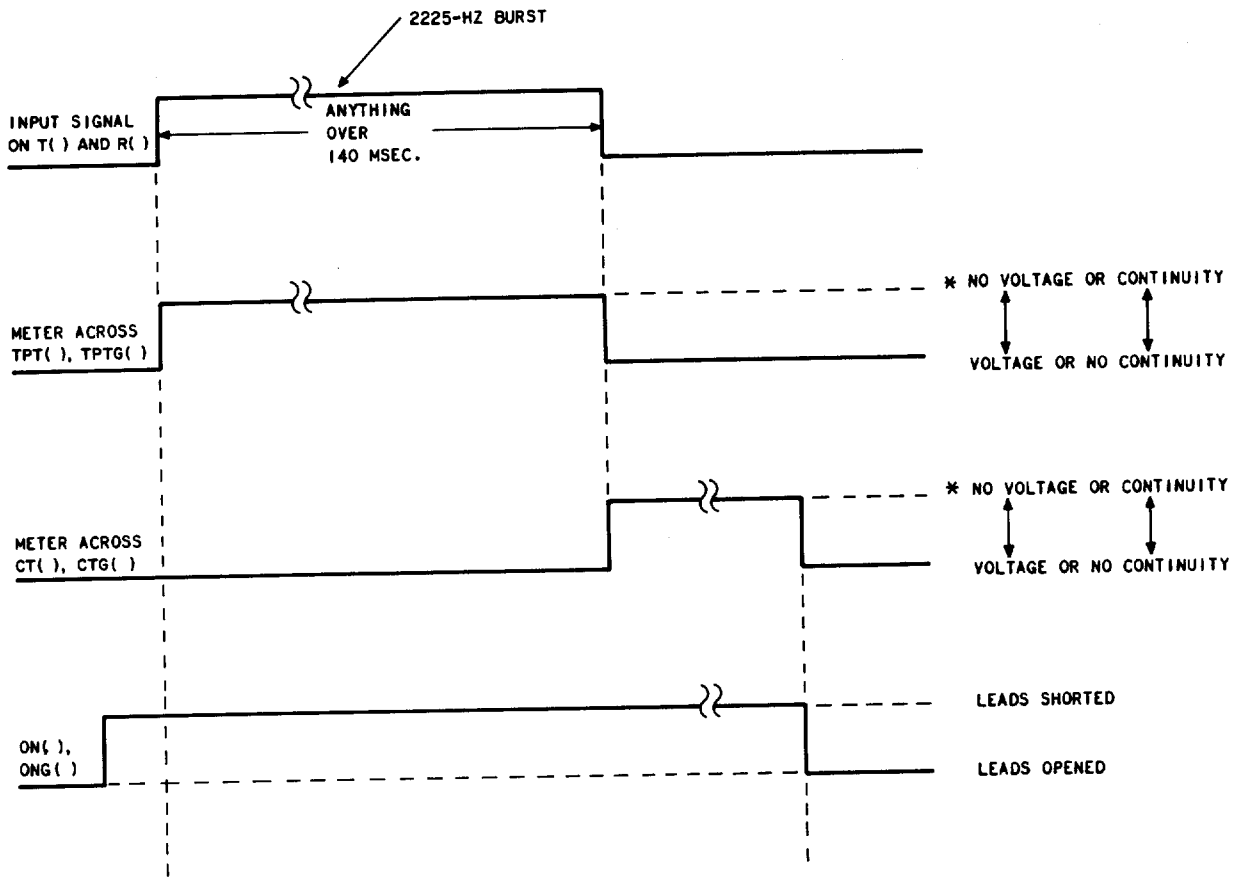 2225-HZ BURST
INPUT SIGNAL
ON T( ) AND R( )
ANYTHING
OVER
140 MSEC.
METER ACROSS
TPT( ), TPTG( )
* NO VOLTAGE OR CONTINUITY
VOLTAGE OR NO CONTINUITY
METER ACROSS
CT( ), CTG( )
* NO VOLTAGE OR CONTINUITY
VOLTAGE OR NO CONTINUITY
ON( ),
ONG( )
LEADS SHORTED
LEADS OPENED